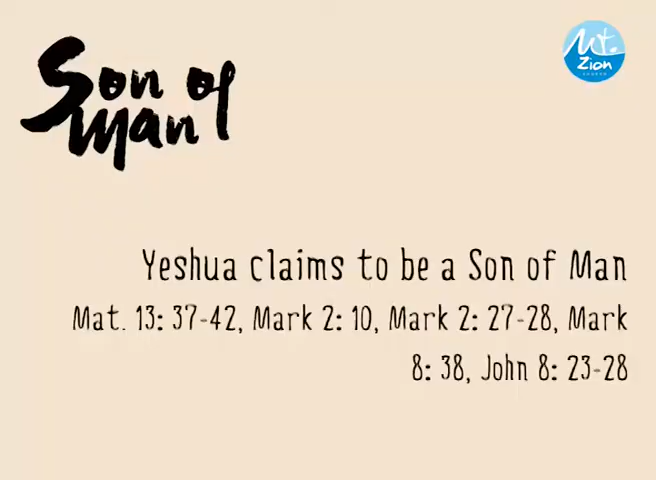 Son of
Man
Mt.
Zion
CHURCH
Yeshua claims to be a Son of Man
Mat. 13: 37-42, Mark 2: 10, Mark 2: 27-28, Mark
8: 38, John 8: 23-28